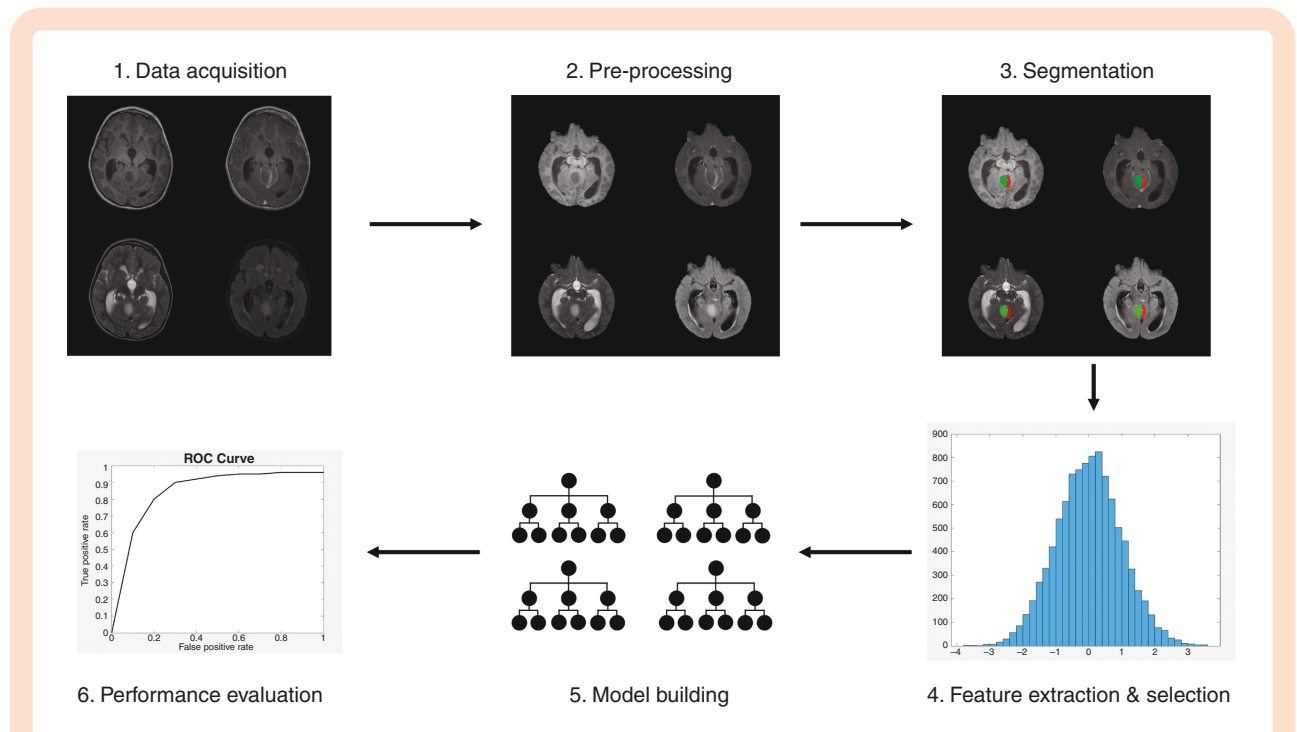 1. Data acquisition
2. Pre-processing
3. Segmentation
ROC Curve
True positive rate
1
0.9
0.8
0.7
0.6
0.5
0.4
0.3
0.2
0.1
0
0 0.2 0.4 0.6 0.8 1
False positive rate
900
800
700
600
500
400
300
200
100
0
−4 −3 −2 −1 0 1 2 3
6. Performance evaluation
5. Model building
4. Feature extraction & selection